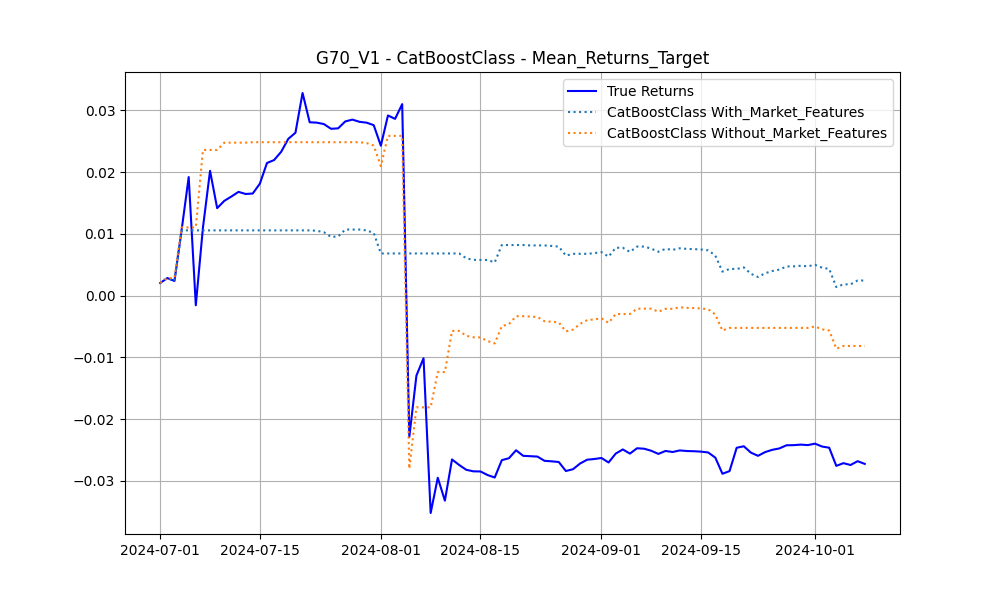 G70_V1 - CatBoostClass - Mean_Returns_Target
True Returns
CatBoostClass With_Market_Features
CatBoostClass Without_Market_Features
0.03
0.02
0.01
0.00
−0.01
−0.02
−0.03
2024-07-01 2024-07-15 2024-08-01 2024-08-15 2024-09-01 2024-09-15 2024-10-01